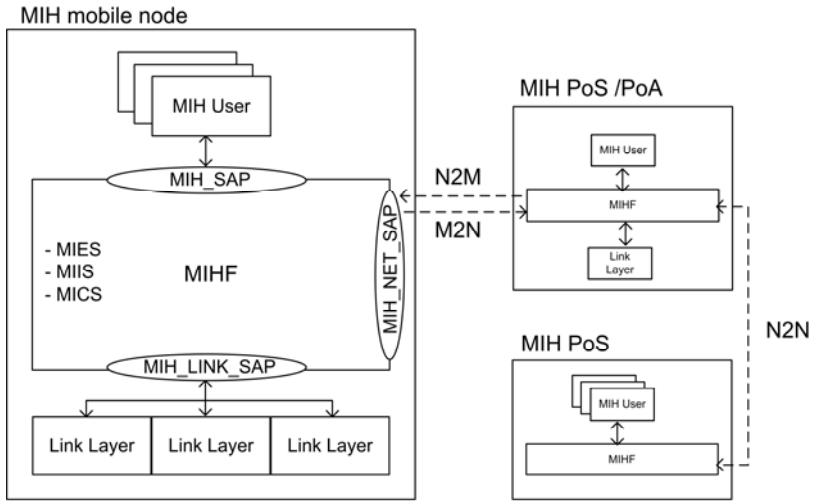 MIH mobile node
MIH User
MIH_SAP
- MIES
- MIIS
- MICS
MIHF
MIH_NET_SAP
MIH_LINK_SAP
Link Layer
Link Layer
Link Layer
N2M
M2N
MIH PoS /PoA
MIH User
MIHF
Link
Layer
N2N
MIH PoS
MIH User
MIHF